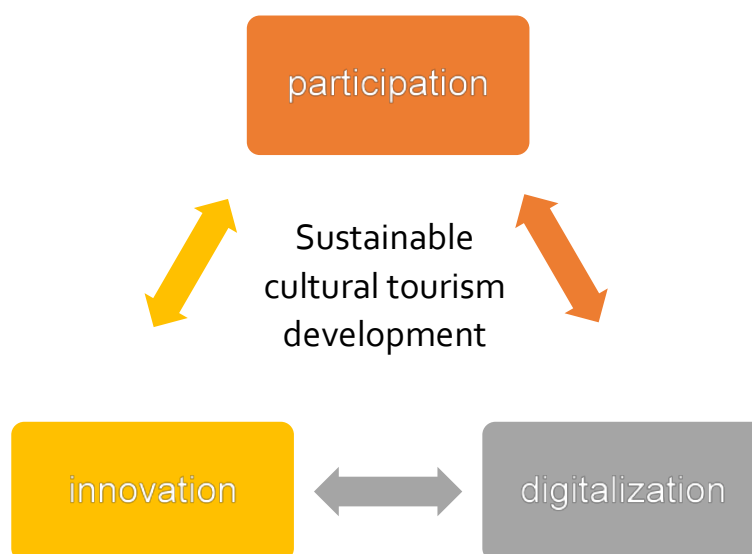 participation
Sustainable
cultural tourism
development
innovation
digitalization